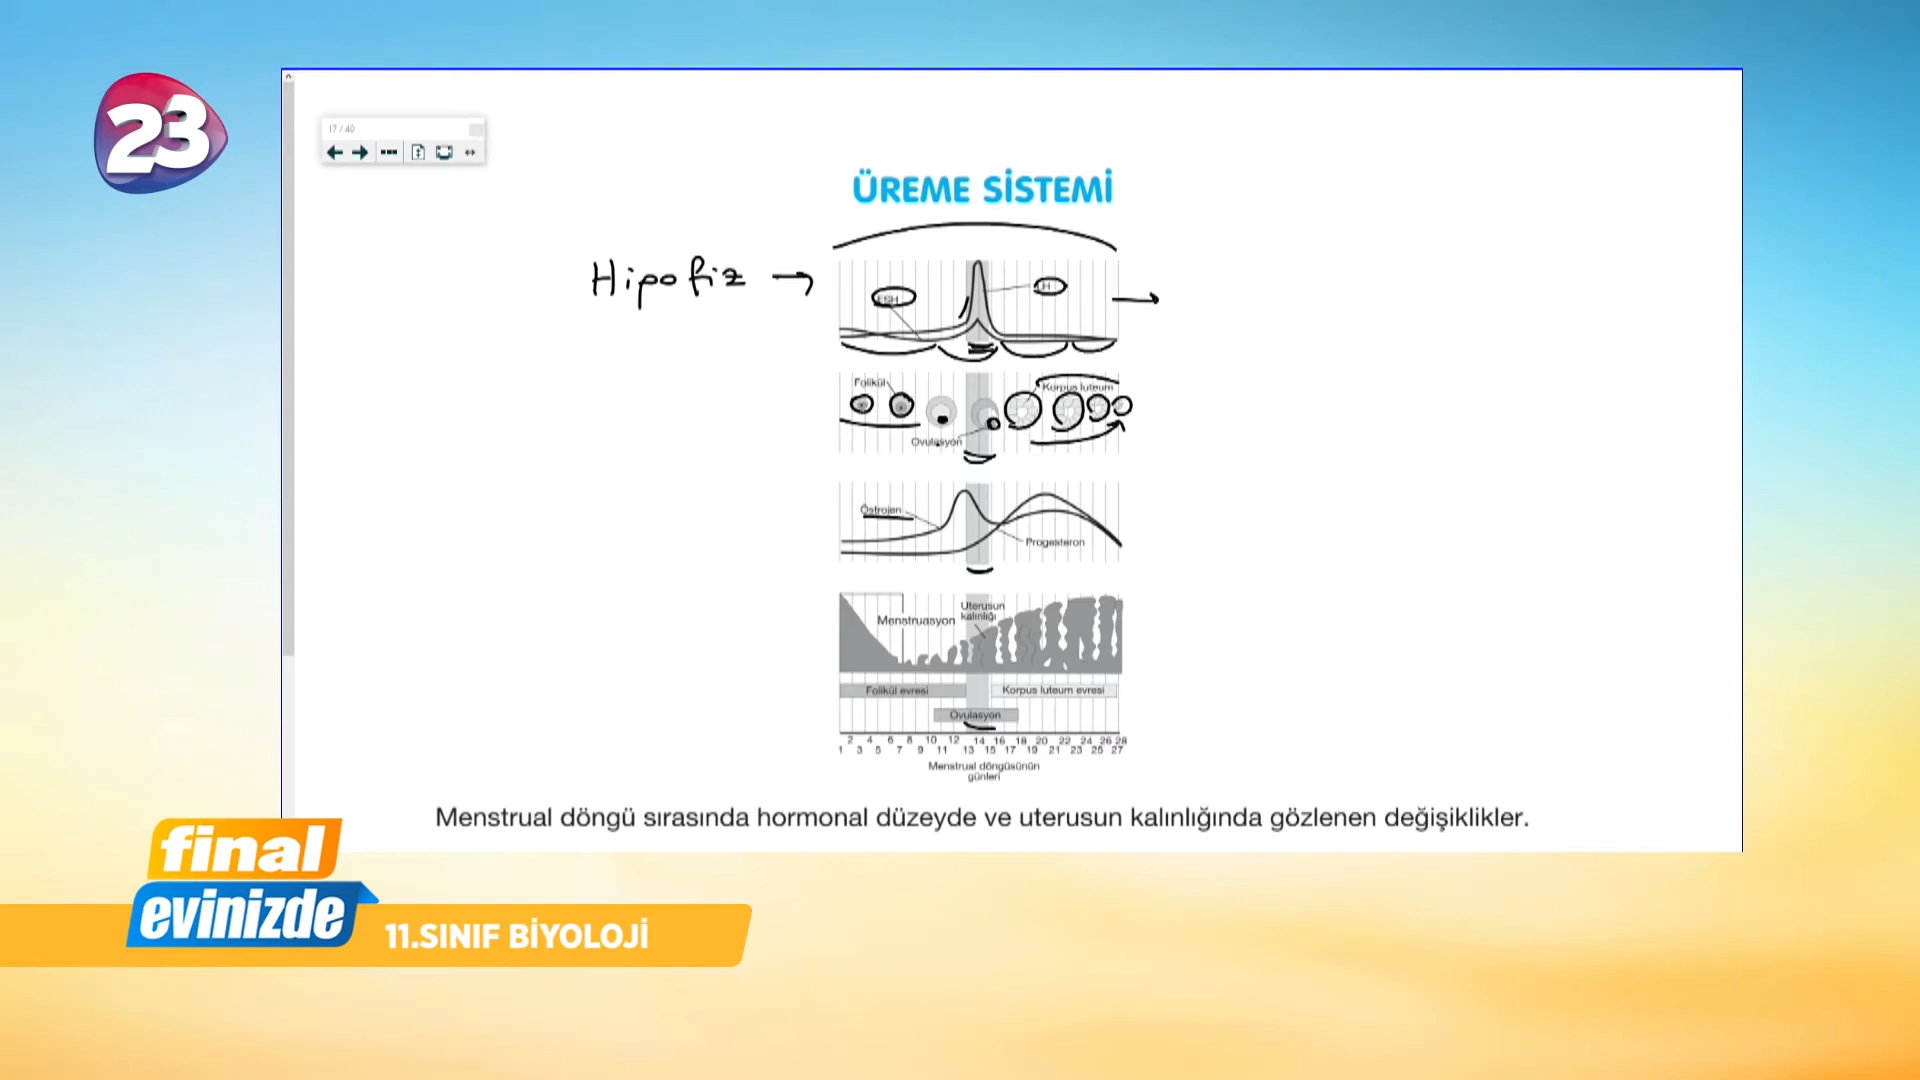 23
17 / 40
ÜREME SİSTEMİ
Hipofiz →
FSH
LH
Folikül
Korpus luteum
Ovulasyon
Östrojen
Progesteron
Menstruasyon
Uterusun
kalınlığı
Folikül evresi
Korpus luteum evresi
Ovulasyon
2 4 6 8 10 12 14 16 18 20 22 24 26 28
1 3 5 7 9 11 13 15 17 19 21 23 25 27
Menstrual döngüsünün
günleri
Menstrual döngü sırasında hormonal düzeyde ve uterusun kalınlığında gözlenen değişiklikler.
final
evinizde
11.SINIF BİYOLOJİ